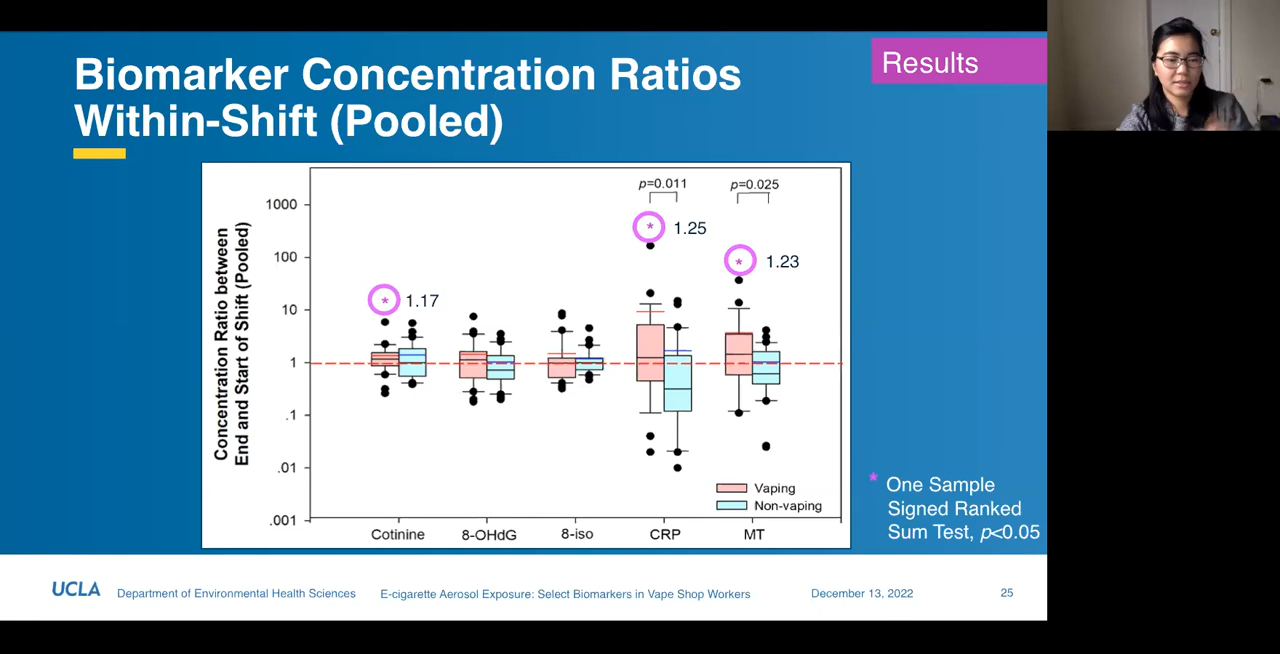 Biomarker Concentration Ratios
Within-Shift (Pooled)
Results
Concentration Ratio between
End and Start of Shift (Pooled)
1000
100
10
1
.1
.01
.001
p=0.011
p=0.025
* 1.17
* 1.25
* 1.23
Vaping
Non-vaping
Cotinine 8-OHdG 8-iso CRP MT
* One Sample
Signed Ranked
Sum Test, p<0.05
UCLA Department of Environmental Health Sciences E-cigarette Aerosol Exposure: Select Biomarkers in Vape Shop Workers December 13, 2022 25